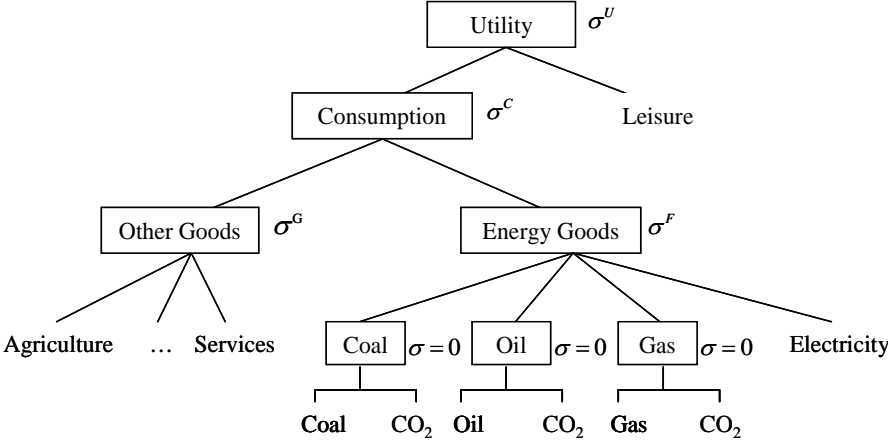 Utility σ^U
Consumption σ^C Leisure
Other Goods σ^G Energy Goods σ^F
Coal σ = 0 Oil σ = 0 Gas σ = 0
Agriculture … Services Electricity
Coal CO₂ Oil CO₂ Gas CO₂